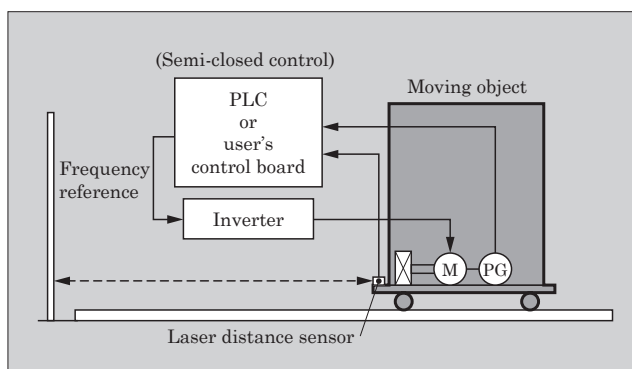 (Semi-closed control)
PLC
or
user's
control board
Moving object
Frequency
reference
Inverter
M
PG
Laser distance sensor